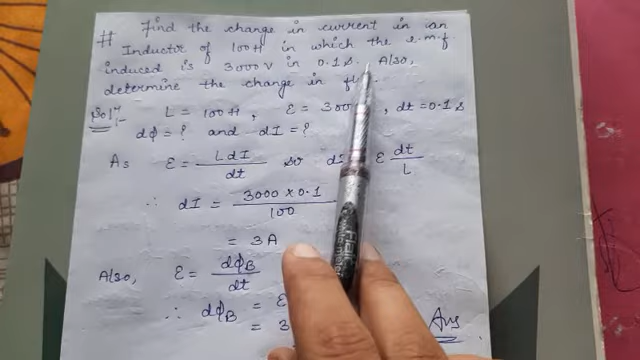 # Find the change in current in an
Inductor of 100H in which the e.m.f.
induced is 3000V in 0.1s. Also,
determine the change in
Solⁿ:- L = 100H, ε = 300 , dt = 0.1s
dφ = ? and dI = ?
As ε = LdI/dt so ε dt/L
∴ dI = 3000 × 0.1 / 100
= 3A
Also, ε = dφB/dt
∴ dφB = ε
= 3
Ans